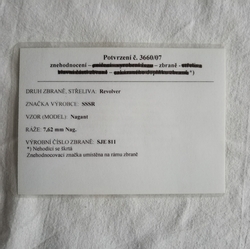 Potvrzení č. 3660/07
znehodnocení – – zbraně –
*)
DRUH ZBRANĚ, STŘELIVA: Revolver
ZNAČKA VÝROBCE: SSSR
VZOR (MODEL): Nagant
RÁŽE: 7,62 mm Nag.
VÝROBNÍ ČÍSLO ZBRANĚ: SJE 811
*) Nehodící se škrtá
Znehodnocovací značka umístěna na rámu zbraně